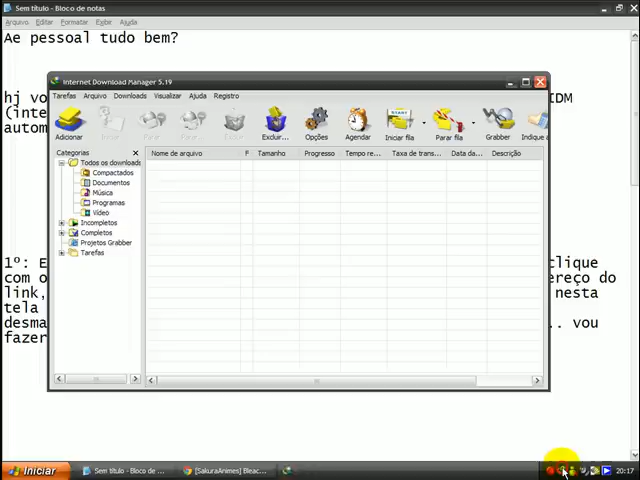 Sem título - Bloco de notas
Arquivo Editar Formatar Exibir Ajuda
Ae pessoal tudo bem?
Internet Download Manager 5.19
hj vo IDM
Tarefas Arquivo Downloads Visualizar Ajuda Registro
(inte
autom
Adicionar Excluir... Opções Agendar Iniciar fila Parar fila Grabber Indique a
Categorias
Nome de arquivo F Tamanho Progresso Tempo re... Taxa de trans... Data da... Descrição
Todos os downloads
Compactados
Documentos
Música
Programas
Vídeo
Incompletos
Completos
Projetos Grabber
Tarefas
1º: E clique
com o ereço do
link, nesta
tela
desma .. vou
fazer
Iniciar Sem título - Bloco de ... [SakuraAnimes] Bleac... 20:17